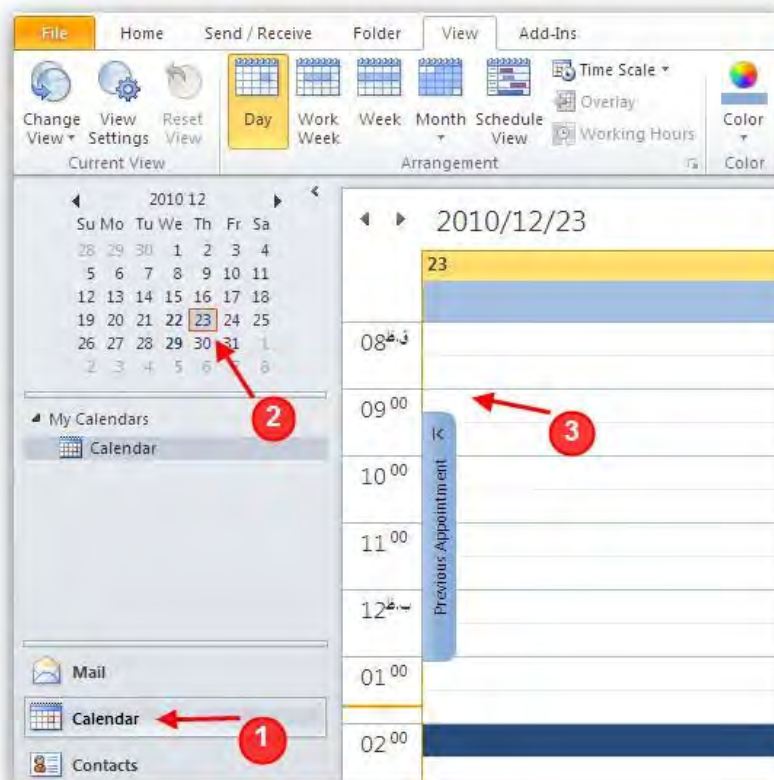 File Home Send / Receive Folder View Add-Ins
Change View Settings Reset View Day Work Week Week Month Schedule View Time Scale Overlay Working Hours Color
Current View Arrangement Color
2010 12
Su Mo Tu We Th Fr Sa
28 29 30 1 2 3 4
5 6 7 8 9 10 11
12 13 14 15 16 17 18
19 20 21 22 23 24 25
26 27 28 29 30 31 1
2 3 4 5 6 8
2
My Calendars
Calendar
Mail
Calendar
1
Contacts
2010/12/23
23
08 ق.ظ
09 00
3
Previous Appointment
10 00
11 00
12 ب.ظ
01 00
02 00